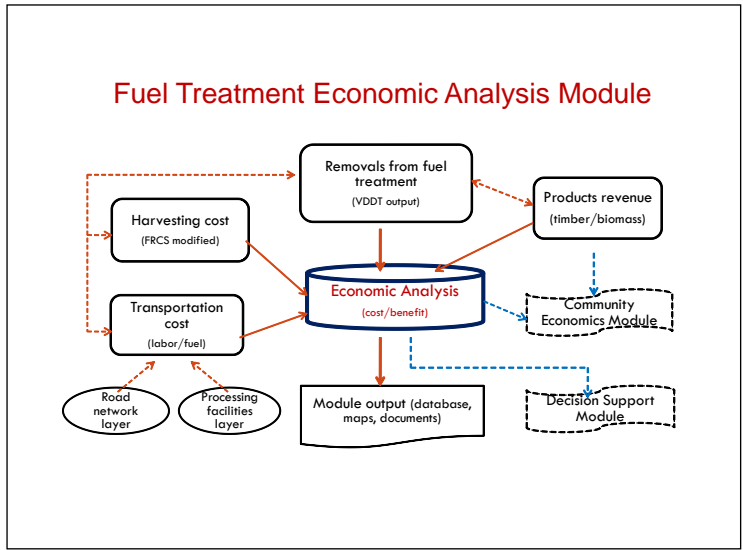 Fuel Treatment Economic Analysis Module
Removals from fuel
treatment
(VDDT output)
Products revenue
(timber/biomass)
Harvesting cost
(FRCS modified)
Economic Analysis
(cost/benefit)
Transportation
cost
(labor/fuel)
Community
Economics Module
Road
network
layer
Processing
facilities
layer
Module output (database,
maps, documents)
Decision Support
Module